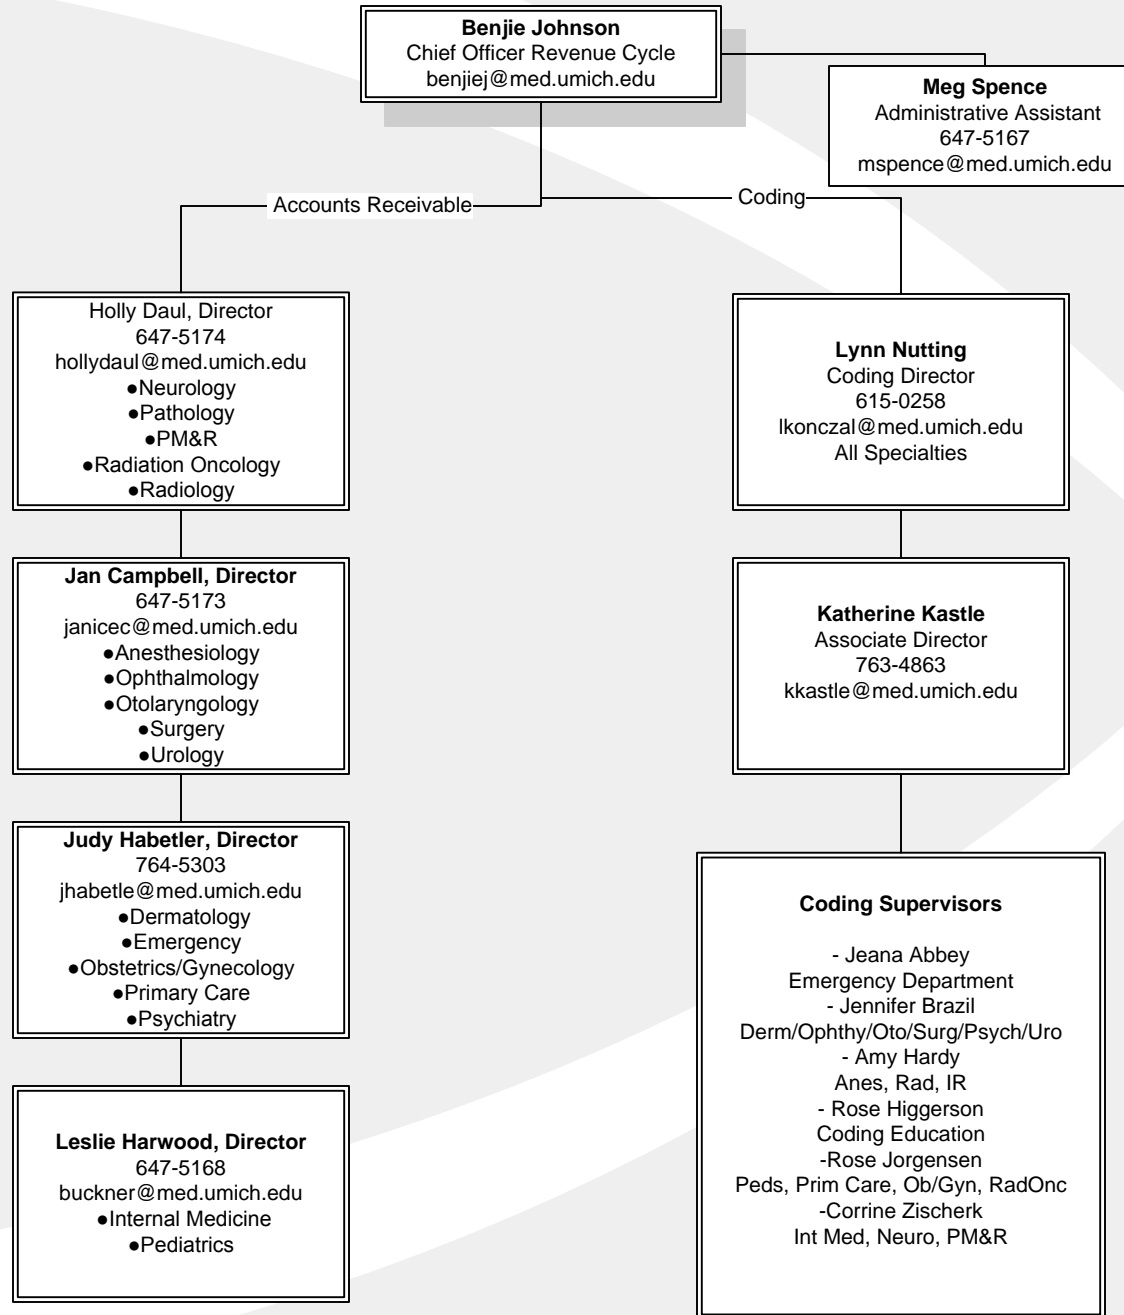 Benjie Johnson
Chief Officer Revenue Cycle
benjiej@med.umich.edu
Meg Spence
Administrative Assistant
647-5167
mspence@med.umich.edu
Accounts Receivable
Coding
Holly Daul, Director
647-5174
hollydaul@med.umich.edu
●Neurology
●Pathology
●PM&R
●Radiation Oncology
●Radiology
Jan Campbell, Director
647-5173
janicec@med.umich.edu
●Anesthesiology
●Ophthalmology
●Otolaryngology
●Surgery
●Urology
Judy Habetler, Director
764-5303
jhabetle@med.umich.edu
●Dermatology
●Emergency
●Obstetrics/Gynecology
●Primary Care
●Psychiatry
Leslie Harwood, Director
647-5168
buckner@med.umich.edu
●Internal Medicine
●Pediatrics
Lynn Nutting
Coding Director
615-0258
lkonczal@med.umich.edu
All Specialties
Katherine Kastle
Associate Director
763-4863
kkastle@med.umich.edu
Coding Supervisors
- Jeana Abbey
Emergency Department
- Jennifer Brazil
Derm/Ophthy/Oto/Surg/Psych/Uro
- Amy Hardy
Anes, Rad, IR
- Rose Higgerson
Coding Education
-Rose Jorgensen
Peds, Prim Care, Ob/Gyn, RadOnc
-Corrine Zischerk
Int Med, Neuro, PM&R